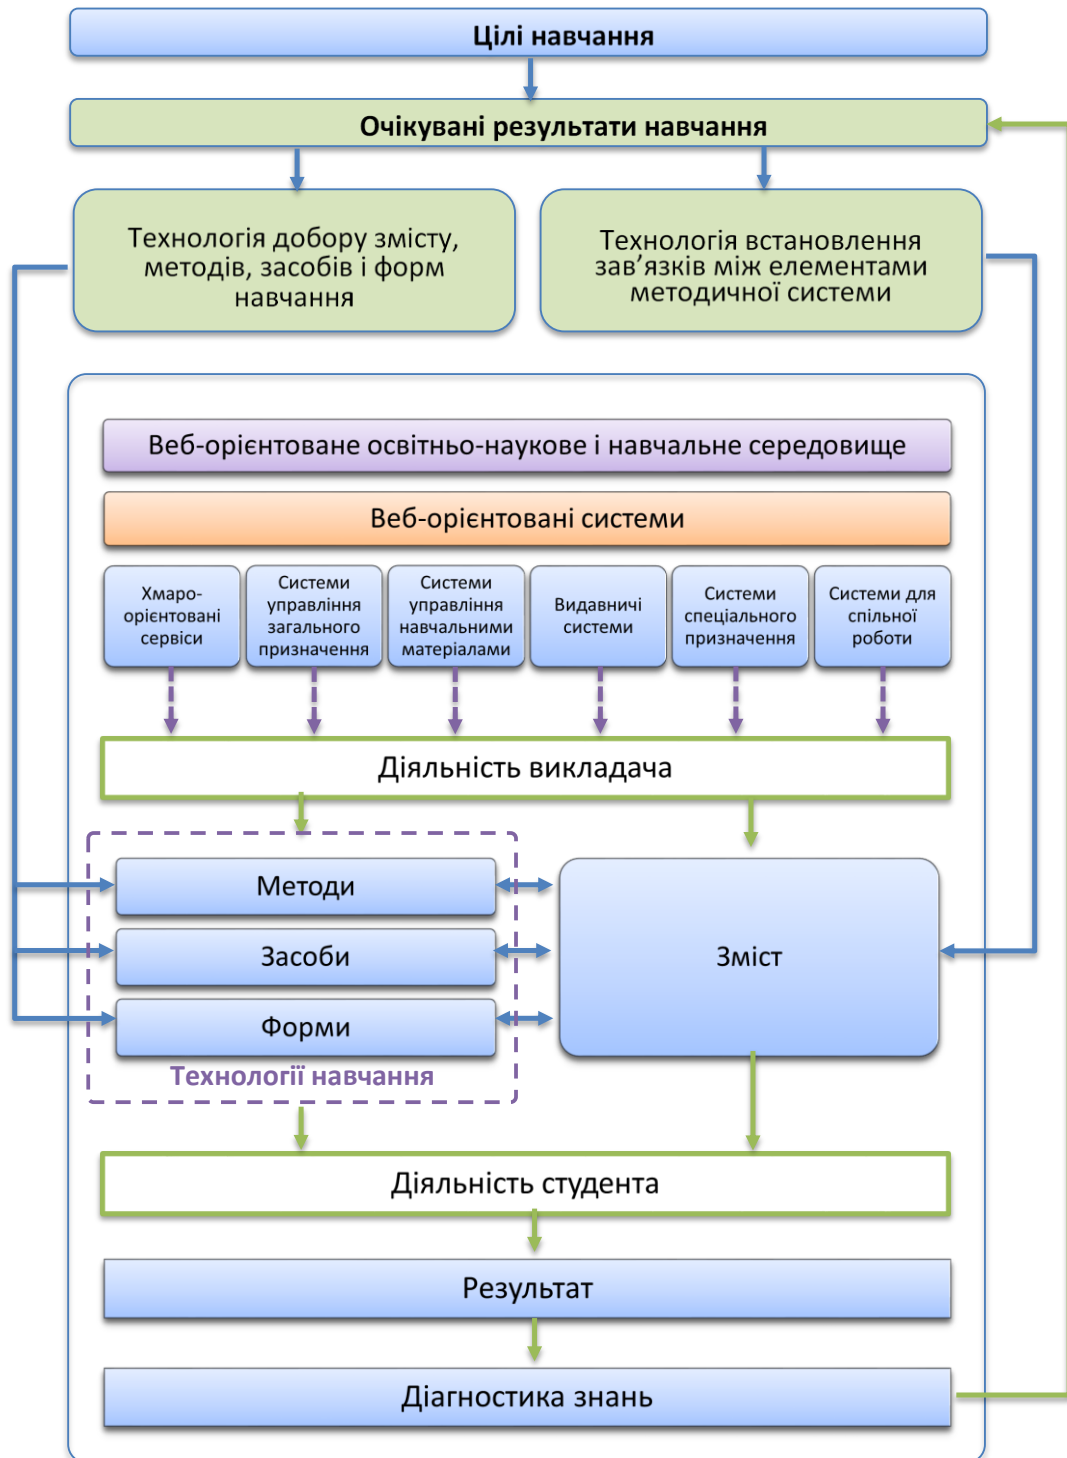 Цілі навчання
Очікувані результати навчання
Технологія добору змісту,
методів, засобів і форм
навчання
Технологія встановлення
зав’язків між елементами
методичної системи
Веб-орієнтоване освітньо-наукове і навчальне середовище
Веб-орієнтовані системи
Хмаро-
орієнтовані
сервіси
Системи
управління
загального
призначення
Системи
управління
навчальними
матеріалами
Видавничі
системи
Системи
спеціального
призначення
Системи для
спільної
роботи
Діяльність викладача
Методи
Засоби
Форми
Технології навчання
Зміст
Діяльність студента
Результат
Діагностика знань